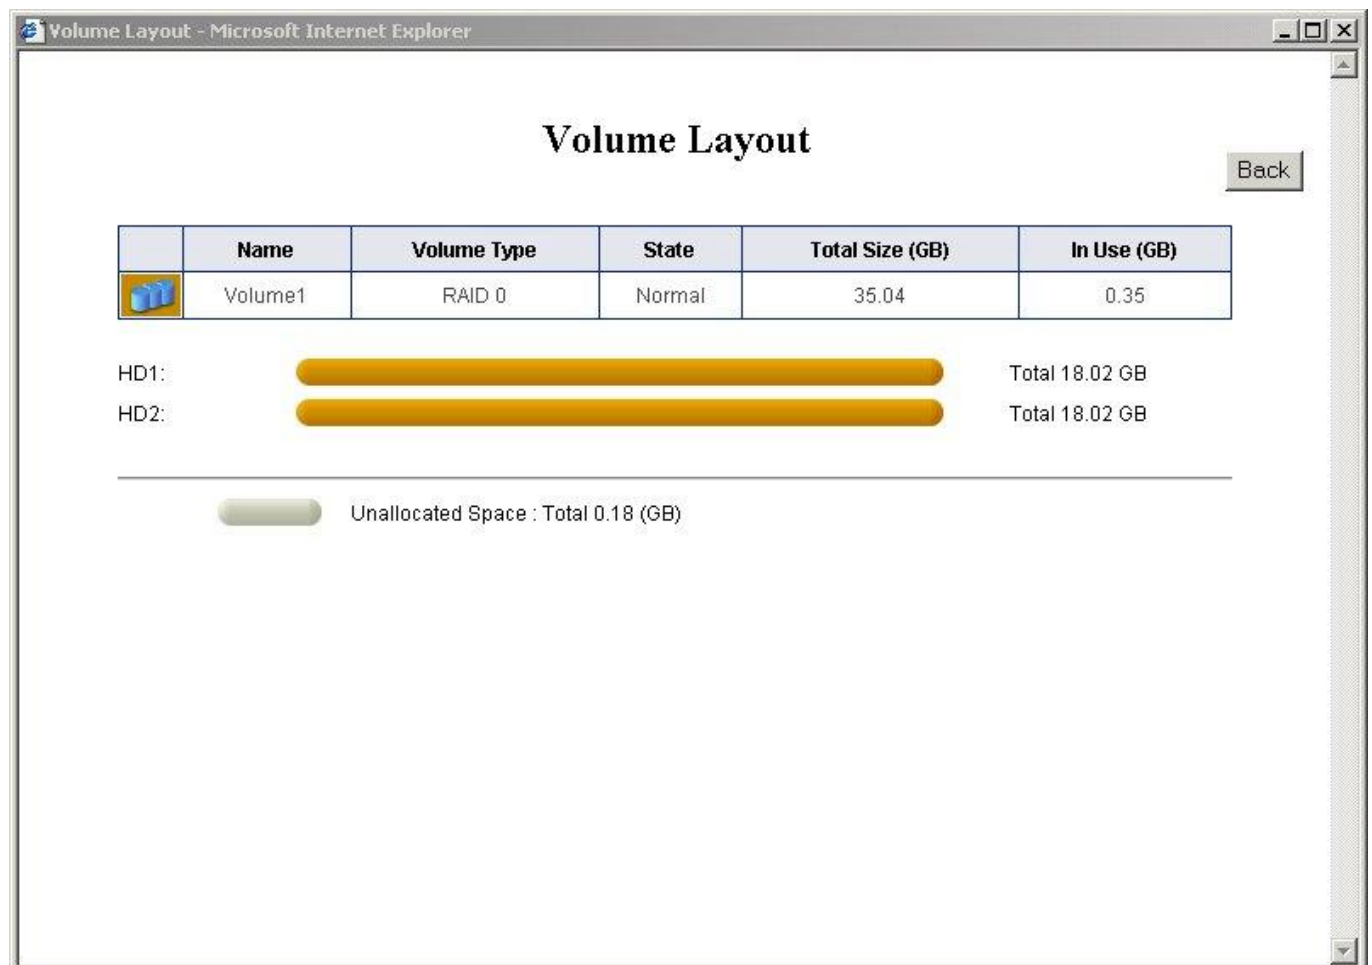 Volume Layout - Microsoft Internet Explorer
Volume Layout
Back
Name Volume Type State Total Size (GB) In Use (GB)
Volume1 RAID 0 Normal 35.04 0.35
HD1: Total 18.02 GB
HD2: Total 18.02 GB
Unallocated Space : Total 0.18 (GB)